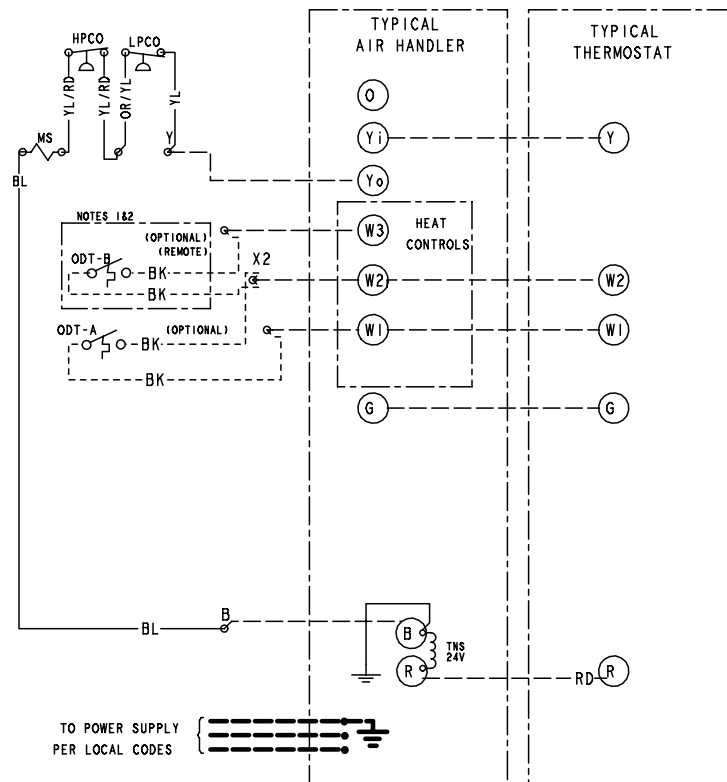 TYPICAL
AIR HANDLER
TYPICAL
THERMOSTAT
HPCO
LPCO
YL/RD
YL/RD
OR/YL
YL
MS
Y
BL
O
Yi
Y
Yo
NOTES 1&2
(OPTIONAL)
(REMOTE)
W3
HEAT
CONTROLS
ODT-B
BK
BK
X2
W2
W2
ODT-A
(OPTIONAL)
BK
BK
W1
W1
G
G
B
BL
B
TNS
24V
R
RD
R
TO POWER SUPPLY
PER LOCAL CODES